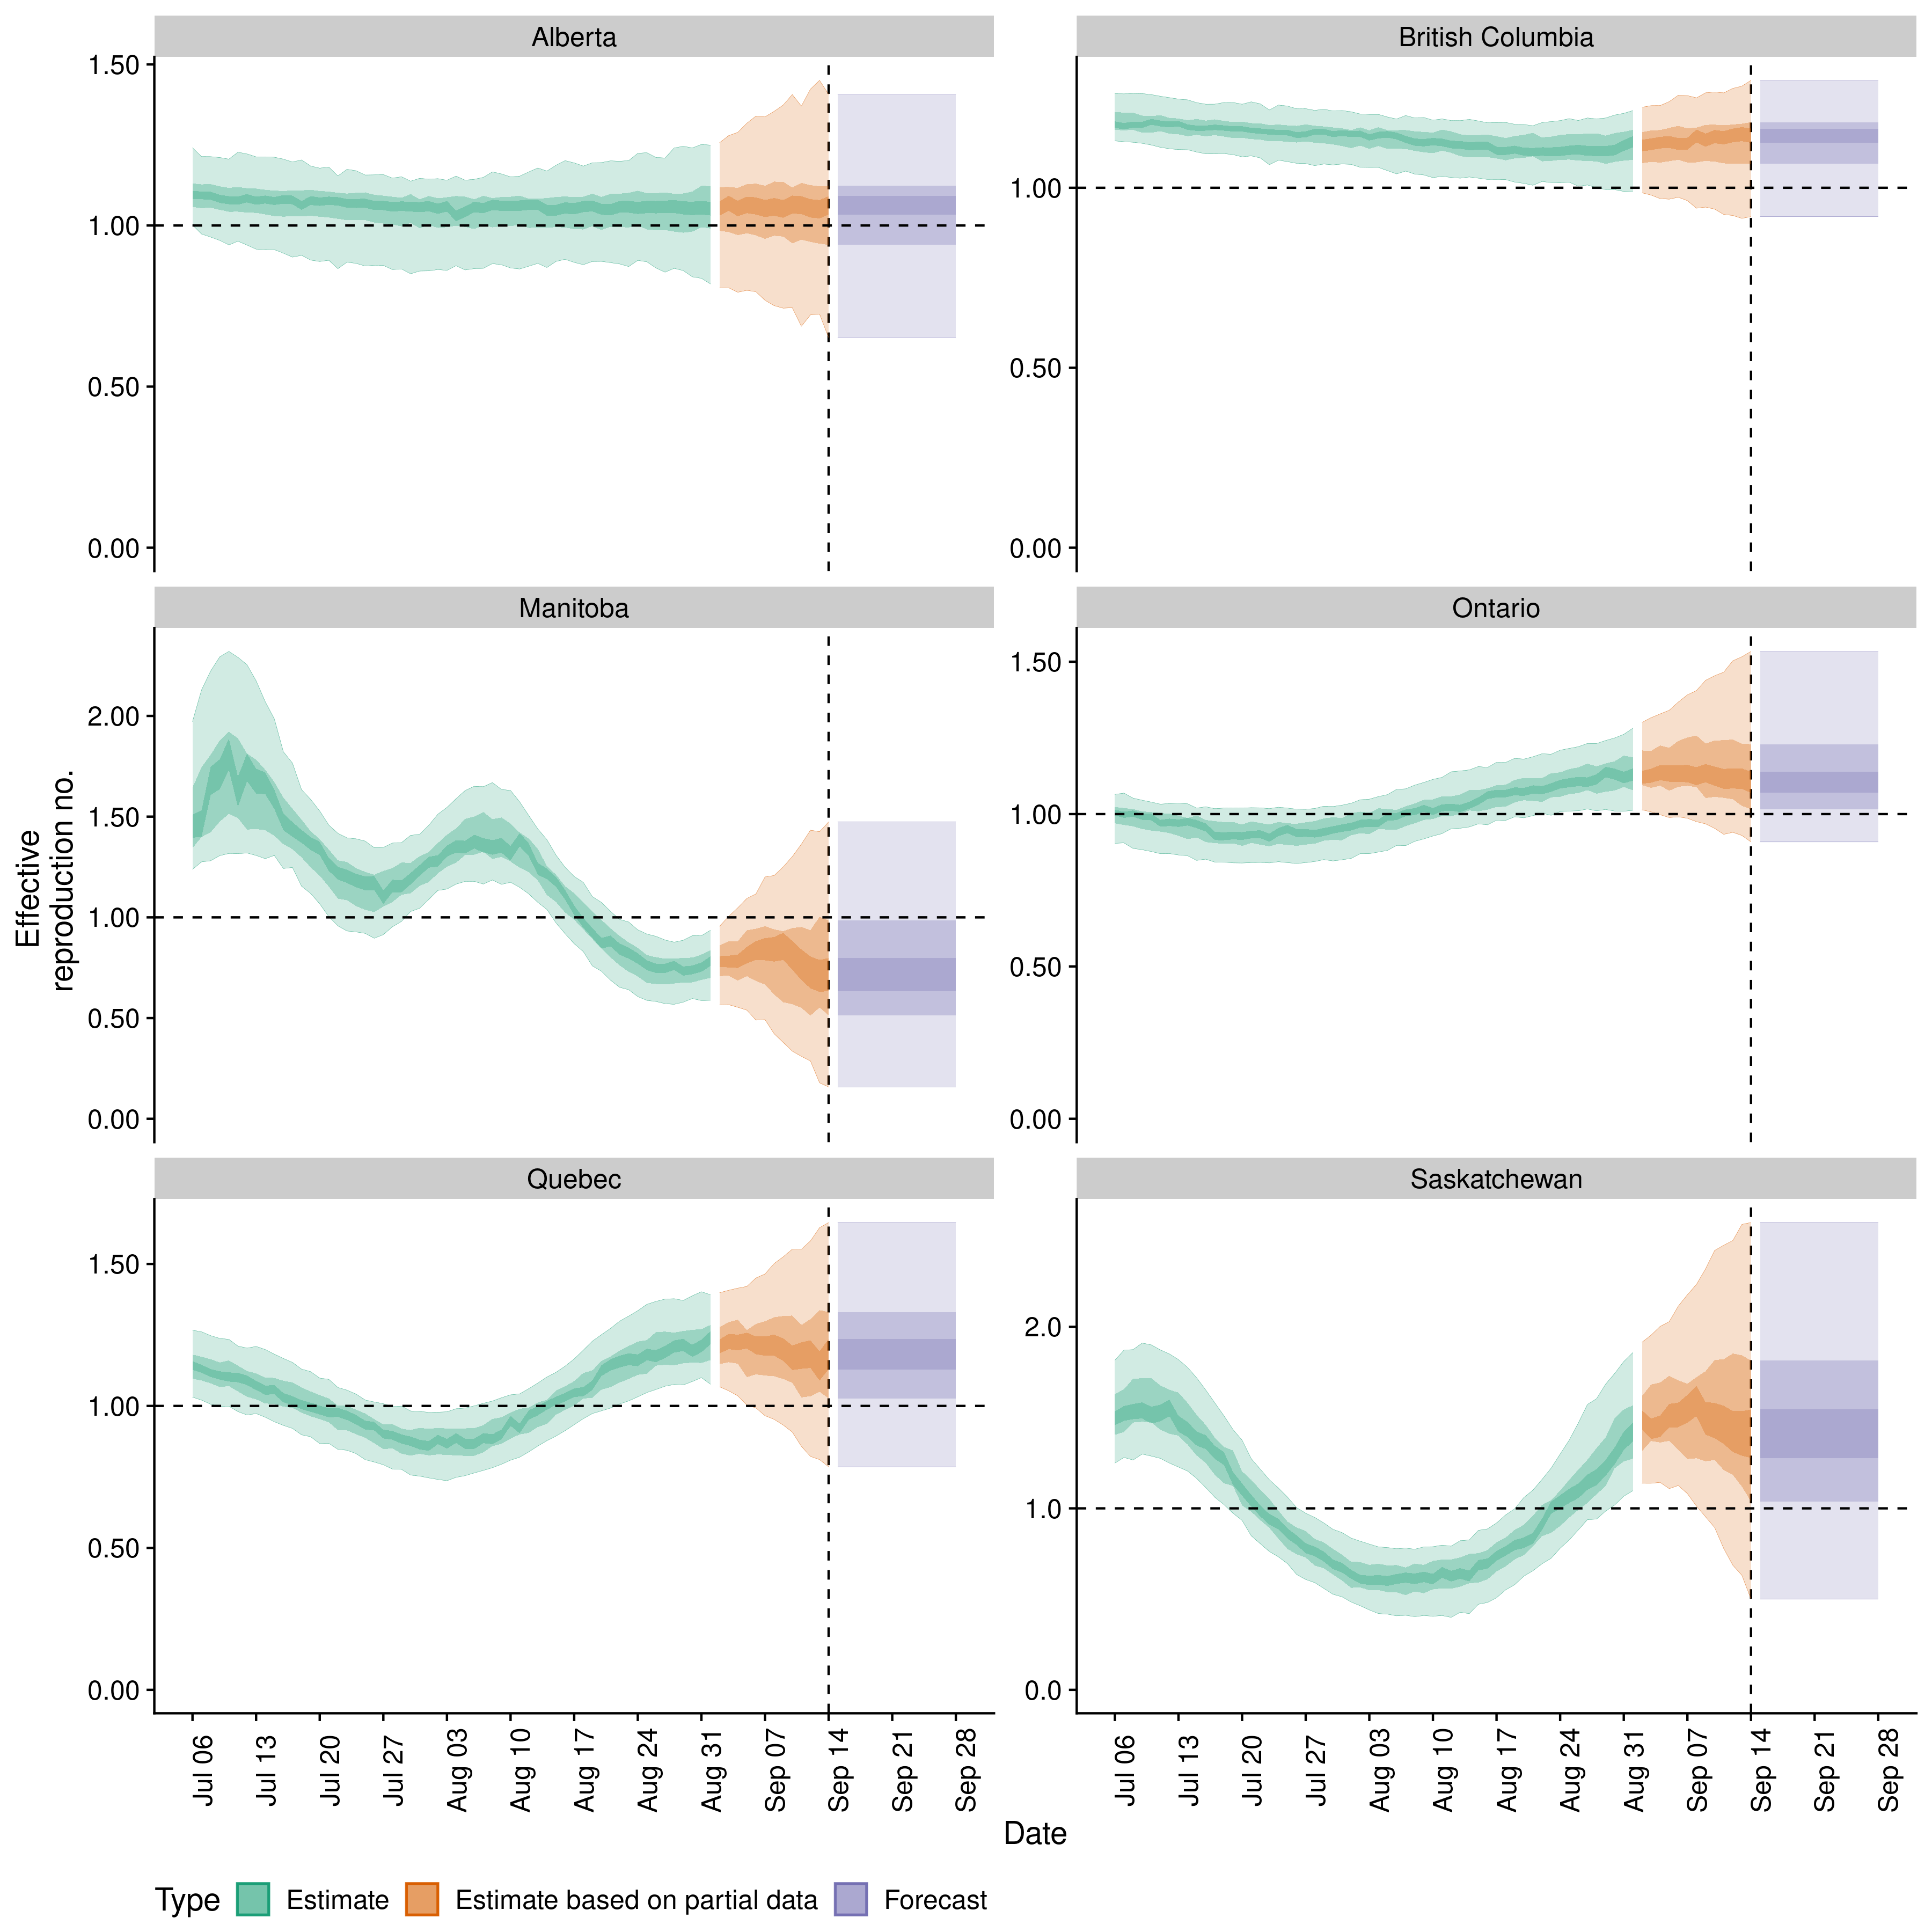 Alberta
British Columbia
1.50
1.00
0.50
0.00
1.00
0.50
0.00
Manitoba
Ontario
2.00
1.50
1.00
0.50
0.00
1.50
1.00
0.50
0.00
Effective
reproduction no.
Quebec
Saskatchewan
1.50
1.00
0.50
0.00
2.0
1.0
0.0
Jul 06
Jul 13
Jul 20
Jul 27
Aug 03
Aug 10
Aug 17
Aug 24
Aug 31
Sep 07
Sep 14
Sep 21
Sep 28
Jul 06
Jul 13
Jul 20
Jul 27
Aug 03
Aug 10
Aug 17
Aug 24
Aug 31
Sep 07
Sep 14
Sep 21
Sep 28
Date
Type Estimate Estimate based on partial data Forecast